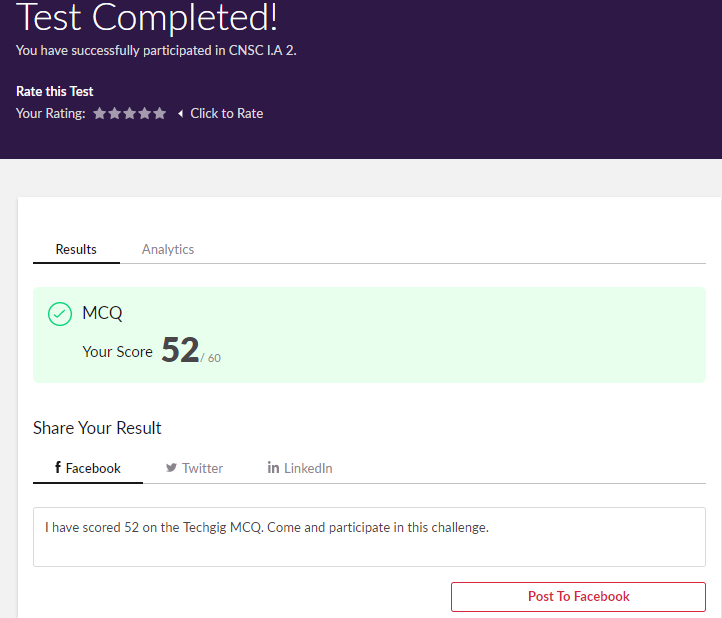 Test Completed!
You have successfully participated in CNSC I.A 2.
Rate this Test
Your Rating: Click to Rate
Results Analytics
MCQ
Your Score 52 / 60
Share Your Result
Facebook Twitter LinkedIn
I have scored 52 on the Techgig MCQ. Come and participate in this challenge.
Post To Facebook